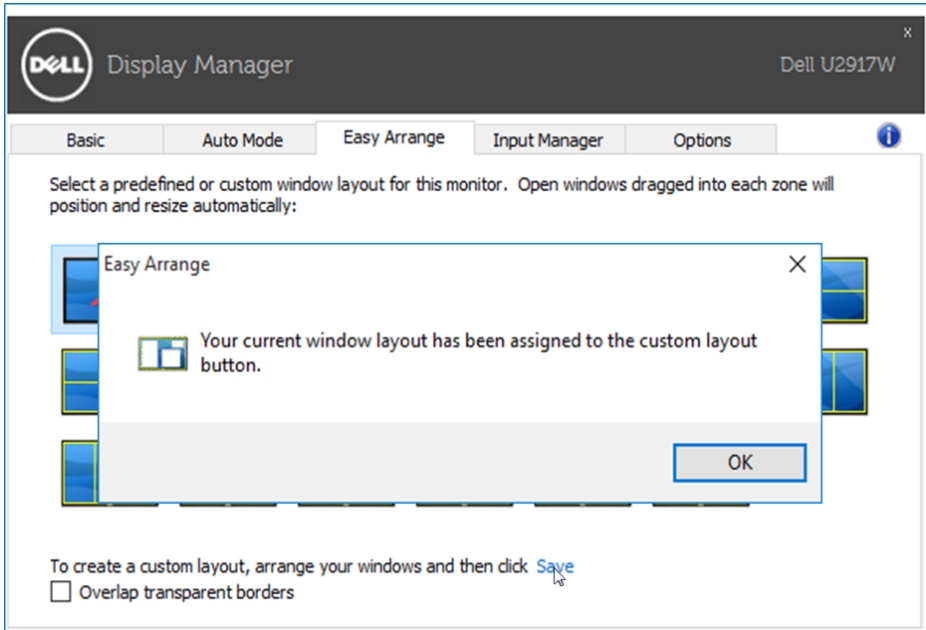 x
DELL
Display Manager
Dell U2917W
Basic
Auto Mode
Easy Arrange
Input Manager
Options
i
Select a predefined or custom window layout for this monitor. Open windows dragged into each zone will
position and resize automatically:
Easy Arrange
Your current window layout has been assigned to the custom layout
button.
OK
To create a custom layout, arrange your windows and then click Save
Overlap transparent borders